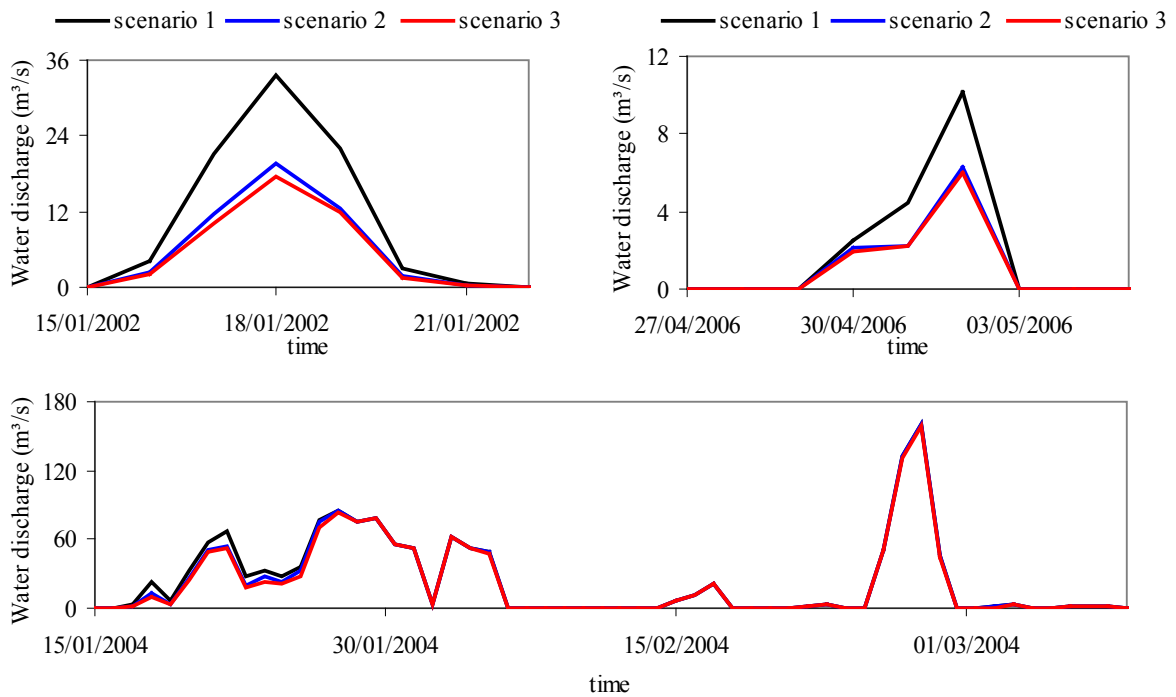 scenario 1 scenario 2 scenario 3
Water discharge (m³/s)
36
24
12
0
15/01/2002 18/01/2002 21/01/2002
time
scenario 1 scenario 2 scenario 3
Water discharge (m³/s)
12
8
4
0
27/04/2006 30/04/2006 03/05/2006
time
Water discharge (m³/s)
180
120
60
0
15/01/2004 30/01/2004 15/02/2004 01/03/2004
time